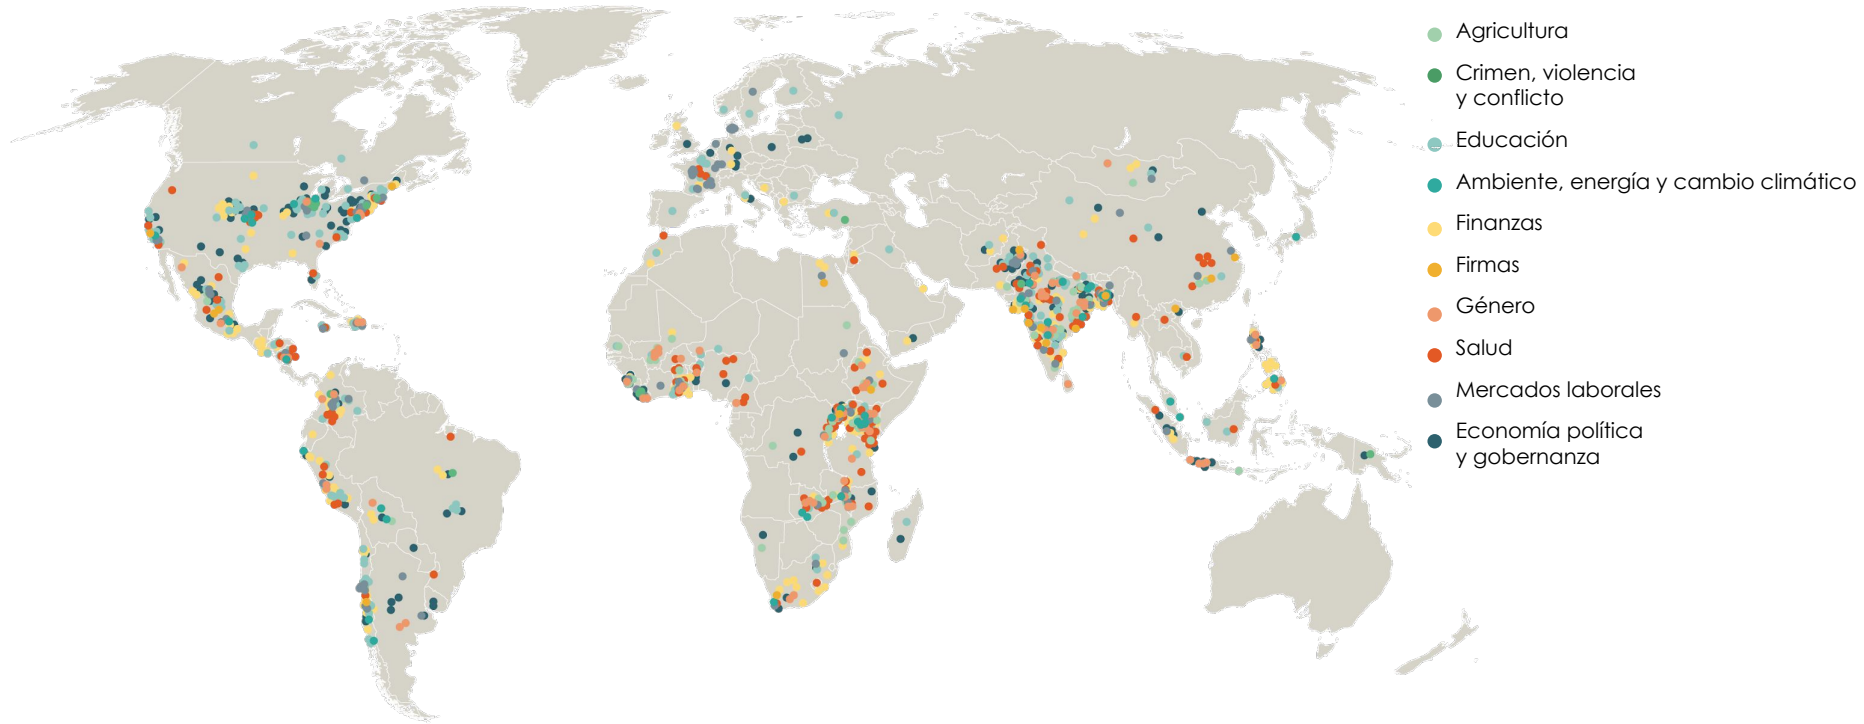 Agricultura
Crimen, violencia
y conflicto
Educación
Ambiente, energía y cambio climático
Finanzas
Firmas
Género
Salud
Mercados laborales
Economía política
y gobernanza